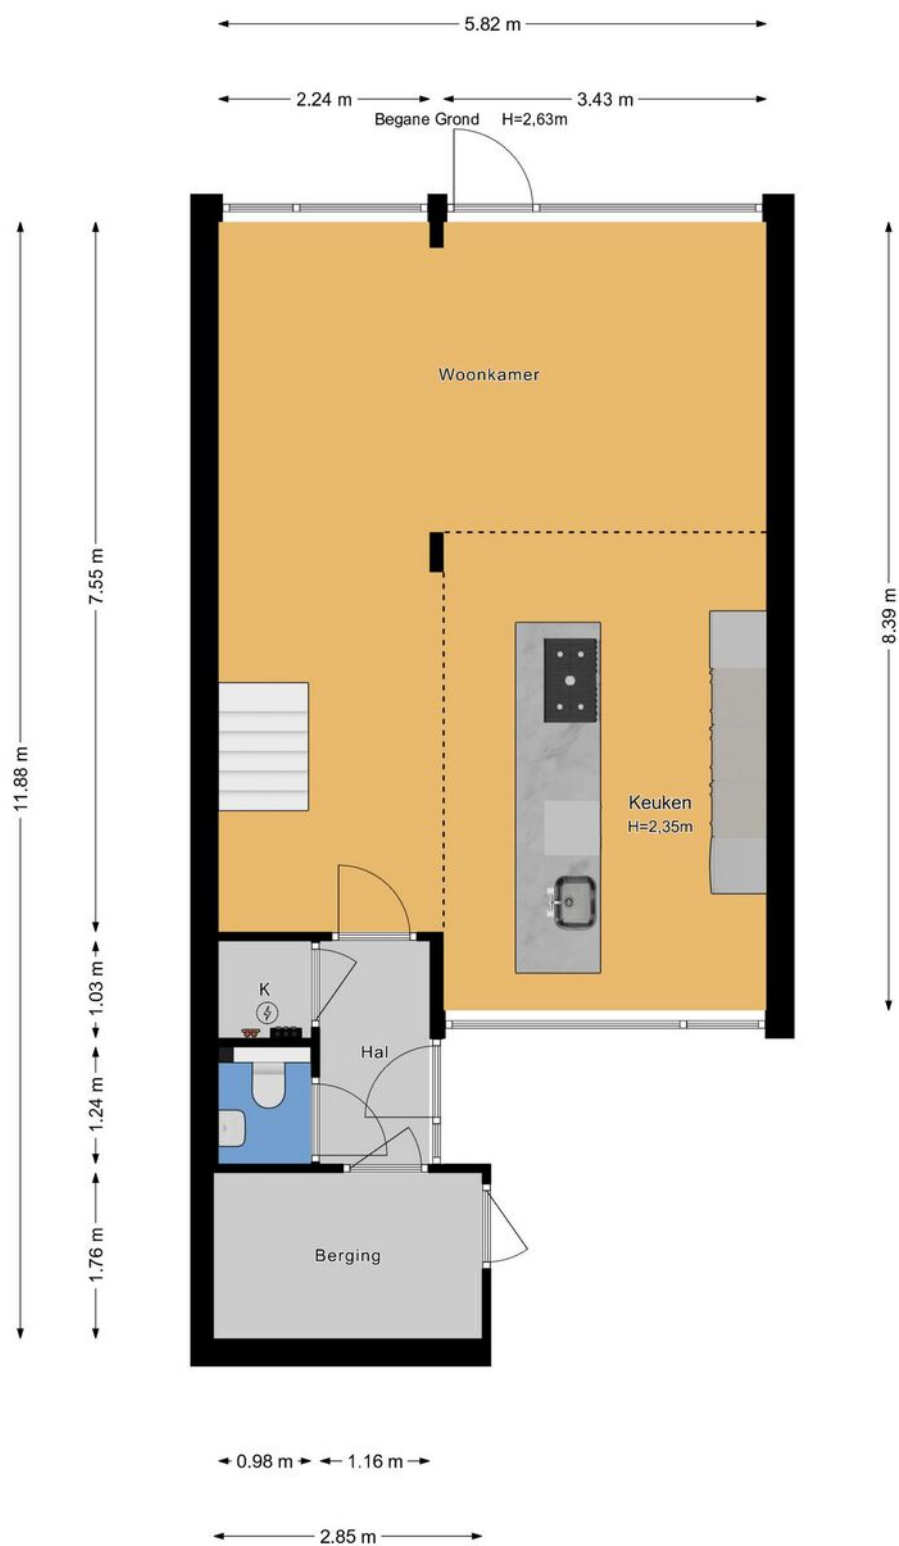 5.82 m
2.24 m
3.43 m
Begane Grond H=2,63m
Woonkamer
7.55 m
8.39 m
11.88 m
Keuken
H=2,35m
K
1.03 m
Hal
1.24 m
1.76 m
Berging
0.98 m
1.16 m
2.85 m